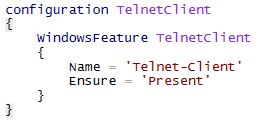 configuration TelnetClient
{
    WindowsFeature TelnetClient
    {
        Name = 'Telnet-Client'
        Ensure = 'Present'
    }
}